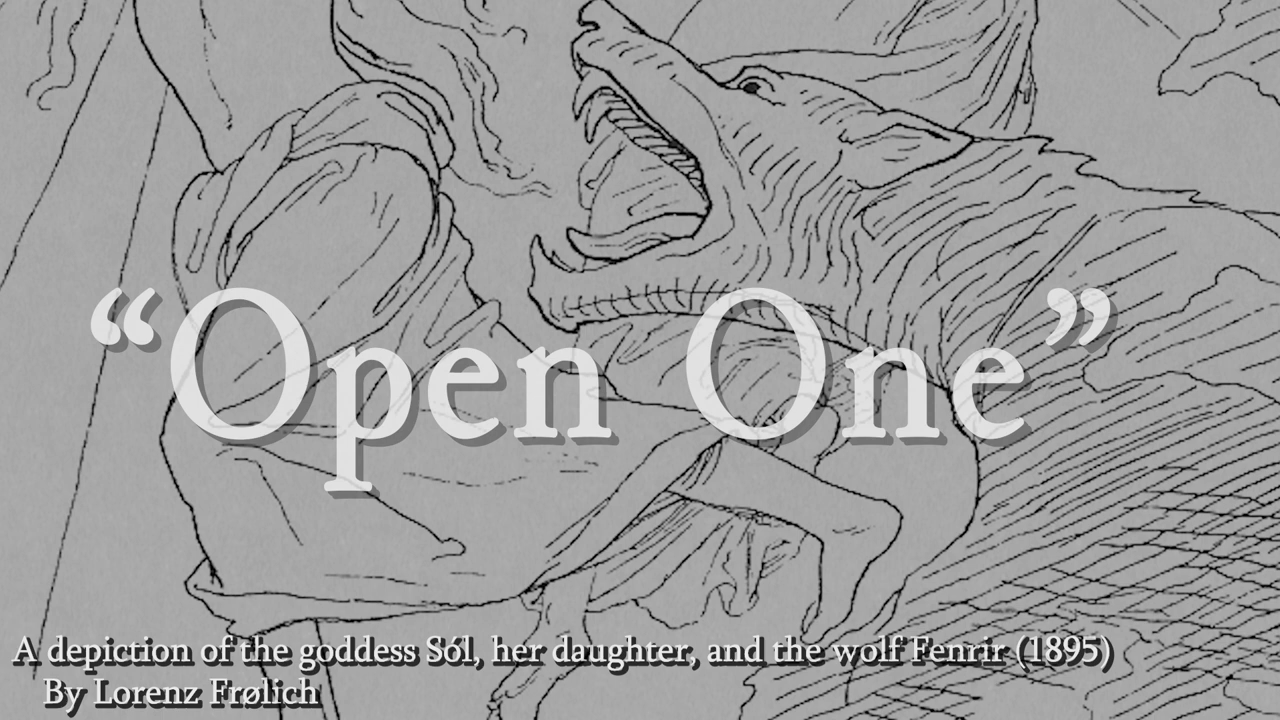 “Open One”
A depiction of the goddess Sól, her daughter, and the wolf Fenrir (1895)
By Lorenz Frølich